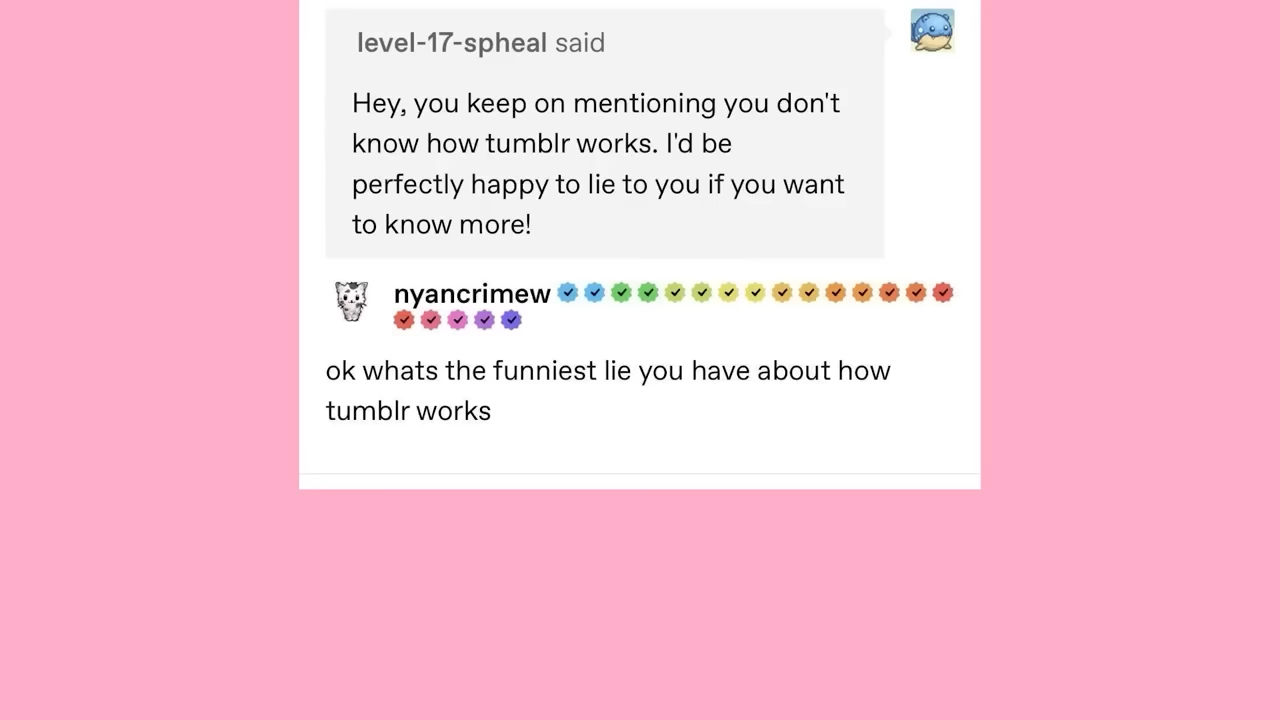 level-17-spheal said
Hey, you keep on mentioning you don't
know how tumblr works. I'd be
perfectly happy to lie to you if you want
to know more!
nyancrimew
ok whats the funniest lie you have about how
tumblr works